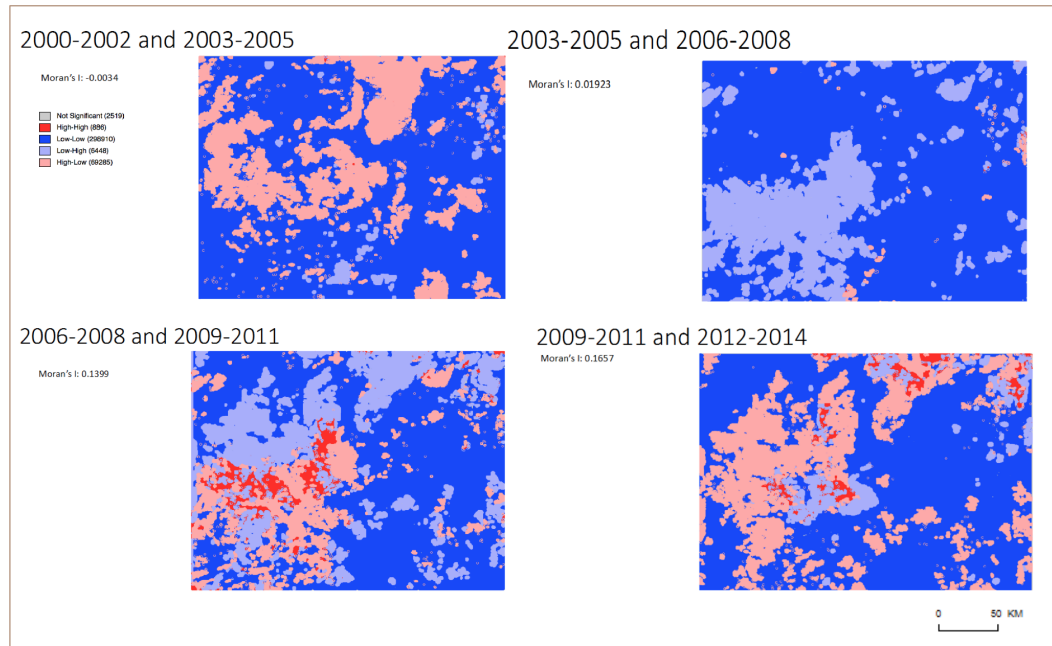 2000-2002 and 2003-2005
Moran's I: -0.0034
Not Significant (2519)
High-High (886)
Low-Low (296910)
Low-High (6448)
High-Low (69285)
2003-2005 and 2006-2008
Moran's I: 0.01923
2006-2008 and 2009-2011
Moran's I: 0.1399
2009-2011 and 2012-2014
Moran's I: 0.1657
0 50 KM